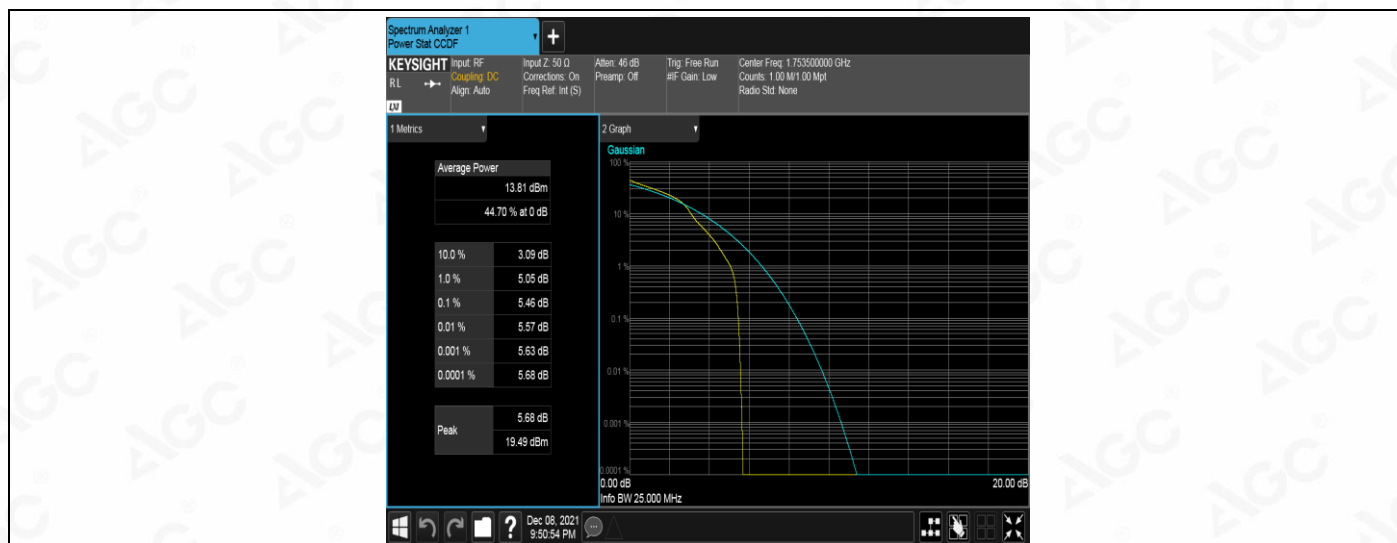 Spectrum Analyzer 1
Power Stat CCDF
KEYSIGHT
R L
LXI
Input: RF
Coupling: DC
Align: Auto
Input Z: 50 Ω
Corrections: On
Freq Ref: Int (S)
Atten: 46 dB
Preamp: Off
Trig: Free Run
#IF Gain: Low
Center Freq: 1.753500000 GHz
Counts: 1.00 M/1.00 Mpt
Radio Std: None
1 Metrics
Average Power
13.81 dBm
44.70 % at 0 dB
10.0 % 3.09 dB
1.0 % 5.05 dB
0.1 % 5.46 dB
0.01 % 5.57 dB
0.001 % 5.63 dB
0.0001 % 5.68 dB
Peak
5.68 dB
19.49 dBm
2 Graph
Gaussian
100 %
10 %
1 %
0.1 %
0.01 %
0.001 %
0.0001 %
0.00 dB 20.00 dB
Info BW 25.000 MHz
Dec 08, 2021
9:50:54 PM
AGC